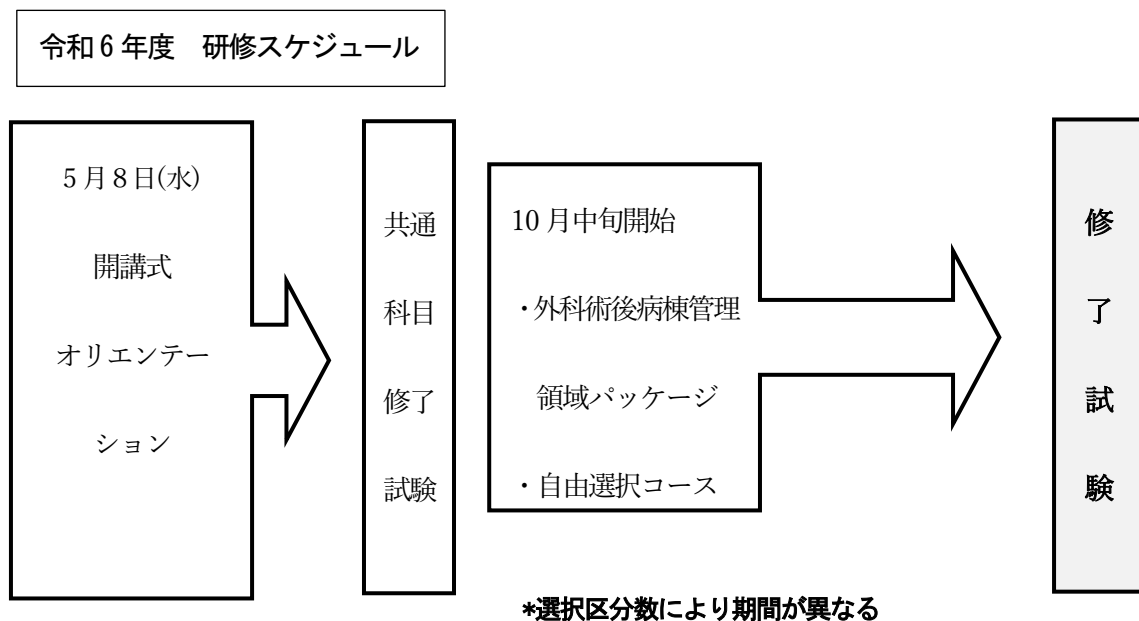 令和6年度　研修スケジュール
5月8日(水)
開講式
オリエンテー
ション
共通
科目
修了
試験
10月中旬開始
・外科術後病棟管理
領域パッケージ
・自由選択コース
修
了
試
験
*選択区分数により期間が異なる